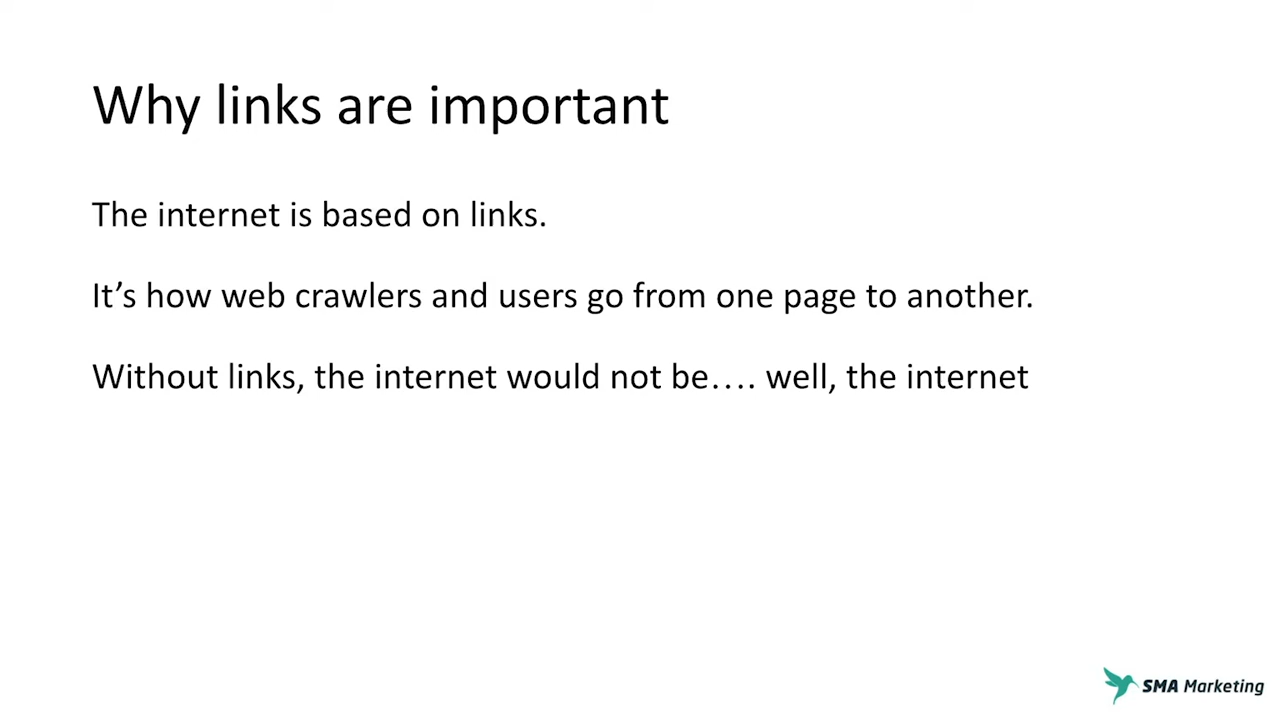 Why links are important
The internet is based on links.
It’s how web crawlers and users go from one page to another.
Without links, the internet would not be…. well, the internet
SMA Marketing